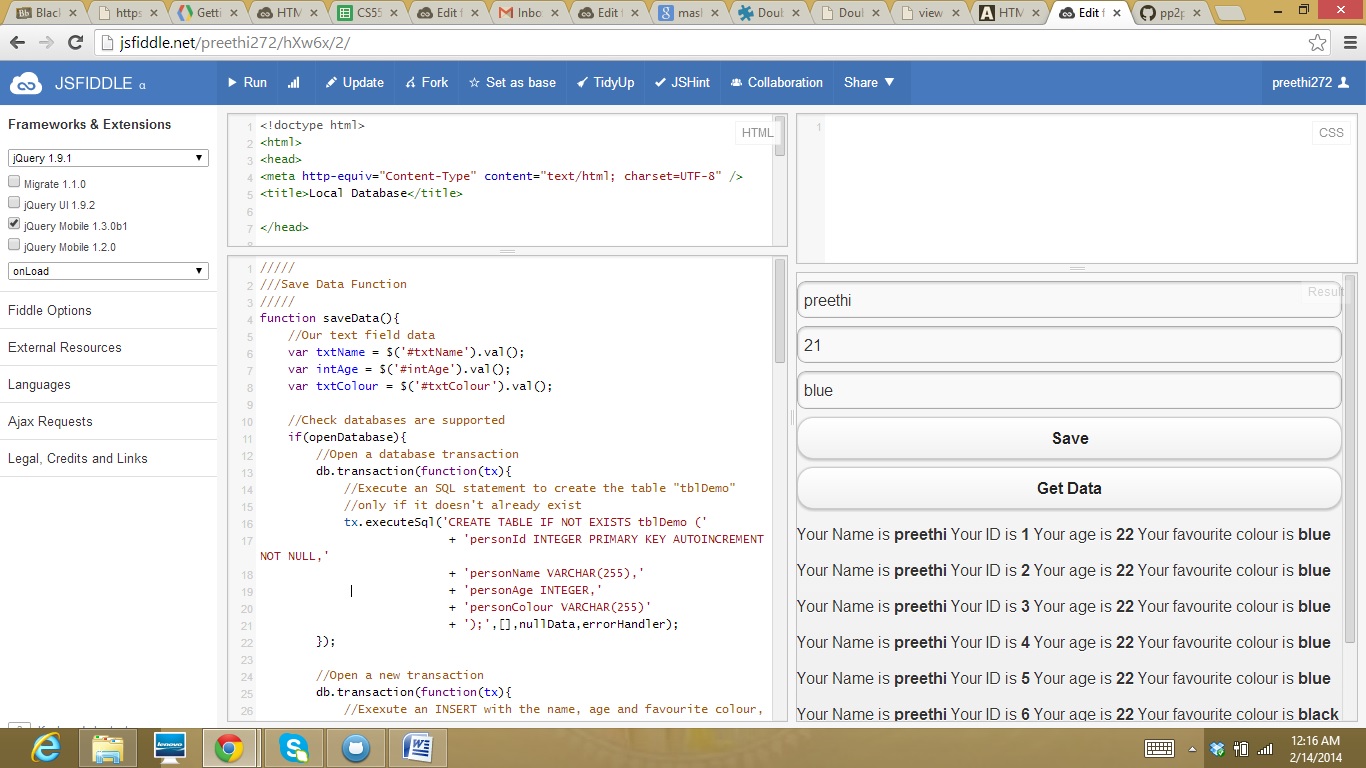 Blac
https
Getti
HTM
CS55
Edit f
Inbo
Edit f
masl
Doub
Doul
view
HTM
Edit f
pp2p
jsfiddle.net/preethi272/hXw6x/2/
JSFIDDLE α
Run
Update
Fork
Set as base
TidyUp
JSHint
Collaboration
Share
preethi272
Frameworks & Extensions
jQuery 1.9.1
Migrate 1.1.0
jQuery UI 1.9.2
jQuery Mobile 1.3.0b1
jQuery Mobile 1.2.0
onLoad
Fiddle Options
External Resources
Languages
Ajax Requests
Legal, Credits and Links
HTML
1 <!doctype html>
2 <html>
3 <head>
4 <meta http-equiv="Content-Type" content="text/html; charset=UTF-8" />
5 <title>Local Database</title>
6
7 </head>
8
1 /////
2 ///Save Data Function
3 /////
4 function saveData(){
5 //Our text field data
6 var txtName = $('#txtName').val();
7 var intAge = $('#intAge').val();
8 var txtColour = $('#txtColour').val();
9
10 //Check databases are supported
11 if(openDatabase){
12 //Open a database transaction
13 db.transaction(function(tx){
14 //Execute an SQL statement to create the table "tblDemo"
15 //only if it doesn't already exist
16 tx.executeSql('CREATE TABLE IF NOT EXISTS tblDemo ('
17 + 'personId INTEGER PRIMARY KEY AUTOINCREMENT
NOT NULL,'
18 + 'personName VARCHAR(255),'
19 + 'personAge INTEGER,'
20 + 'personColour VARCHAR(255)'
21 + ');',[],nullData,errorHandler);
22 });
23
24 //Open a new transaction
25 db.transaction(function(tx){
26 //Exexute an INSERT with the name, age and favourite colour,
1
CSS
Result
preethi
21
blue
Save
Get Data
Your Name is preethi Your ID is 1 Your age is 22 Your favourite colour is blue
Your Name is preethi Your ID is 2 Your age is 22 Your favourite colour is blue
Your Name is preethi Your ID is 3 Your age is 22 Your favourite colour is blue
Your Name is preethi Your ID is 4 Your age is 22 Your favourite colour is blue
Your Name is preethi Your ID is 5 Your age is 22 Your favourite colour is blue
Your Name is preethi Your ID is 6 Your age is 22 Your favourite colour is black
lenovo
12:16 AM
2/14/2014